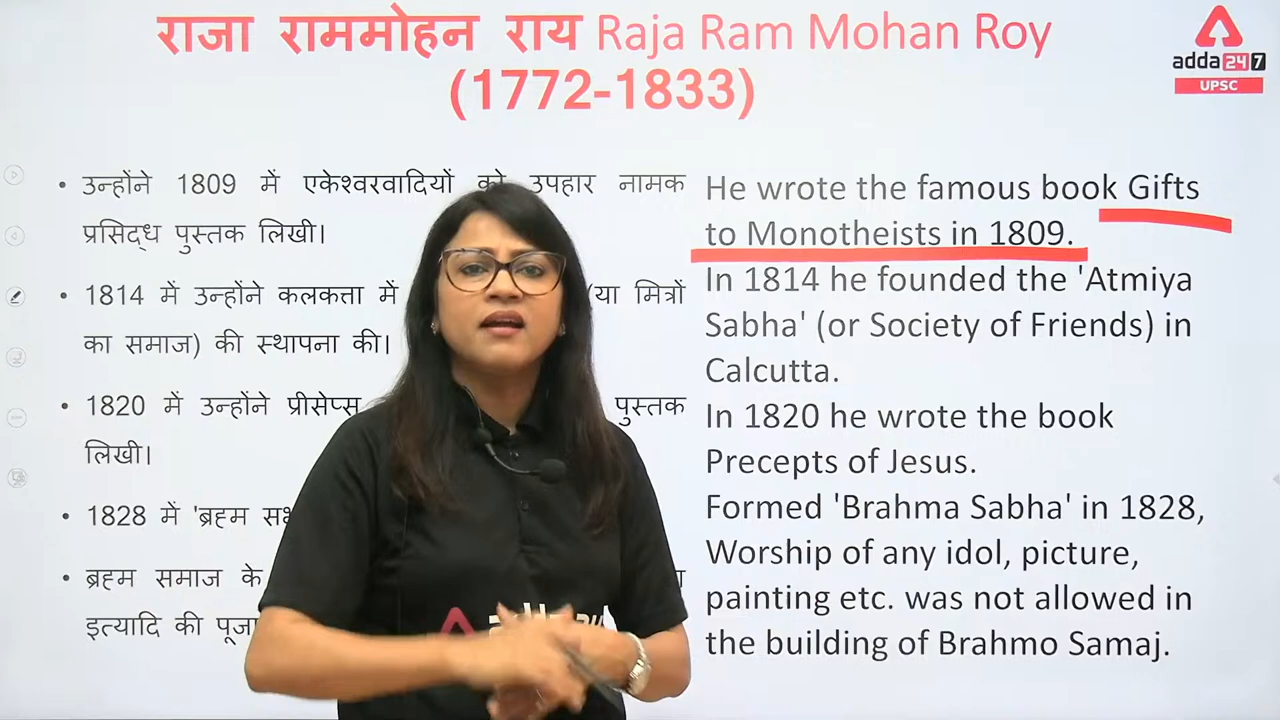 राजा राममोहन राय Raja Ram Mohan Roy
(1772-1833)
adda247
UPSC
• उन्होंने 1809 में एकेश्वरवादियों को उपहार नामक
प्रसिद्ध पुस्तक लिखी।
• 1814 में उन्होंने कलकत्ता में (या मित्रों
का समाज) की स्थापना की।
• 1820 में उन्होंने प्रीसेप्स पुस्तक
लिखी।
• 1828 में 'ब्रह्म
• ब्रह्म समाज के
इत्यादि की पूजा
He wrote the famous book Gifts
to Monotheists in 1809.
In 1814 he founded the 'Atmiya
Sabha' (or Society of Friends) in
Calcutta.
In 1820 he wrote the book
Precepts of Jesus.
Formed 'Brahma Sabha' in 1828,
Worship of any idol, picture,
painting etc. was not allowed in
the building of Brahmo Samaj.